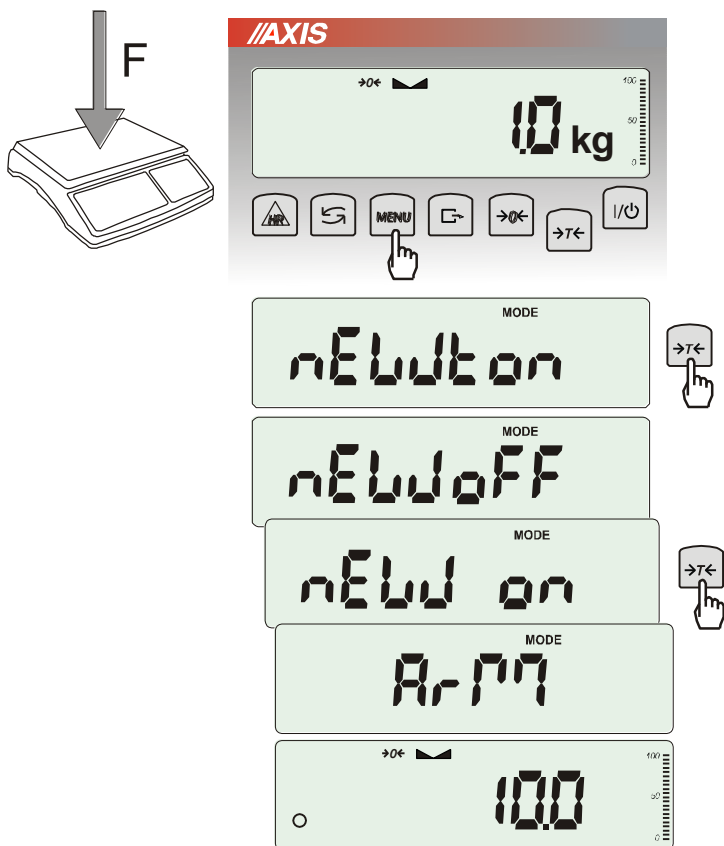 F
//AXIS
→0←
100
50
0
1.0 kg
HR
MENU
→0←
→T←
I/⏻
MODE
nEWton
→T←
MODE
nEWoFF
MODE
nEW on
→T←
MODE
ArM
→0←
100
50
0
10.0